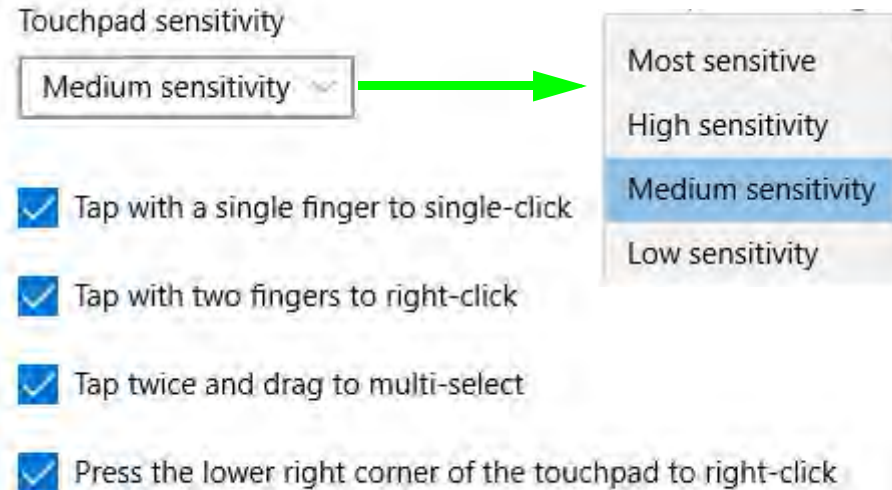 Touchpad sensitivity
Medium sensitivity
Most sensitive
High sensitivity
Medium sensitivity
Low sensitivity
Tap with a single finger to single-click
Tap with two fingers to right-click
Tap twice and drag to multi-select
Press the lower right corner of the touchpad to right-click